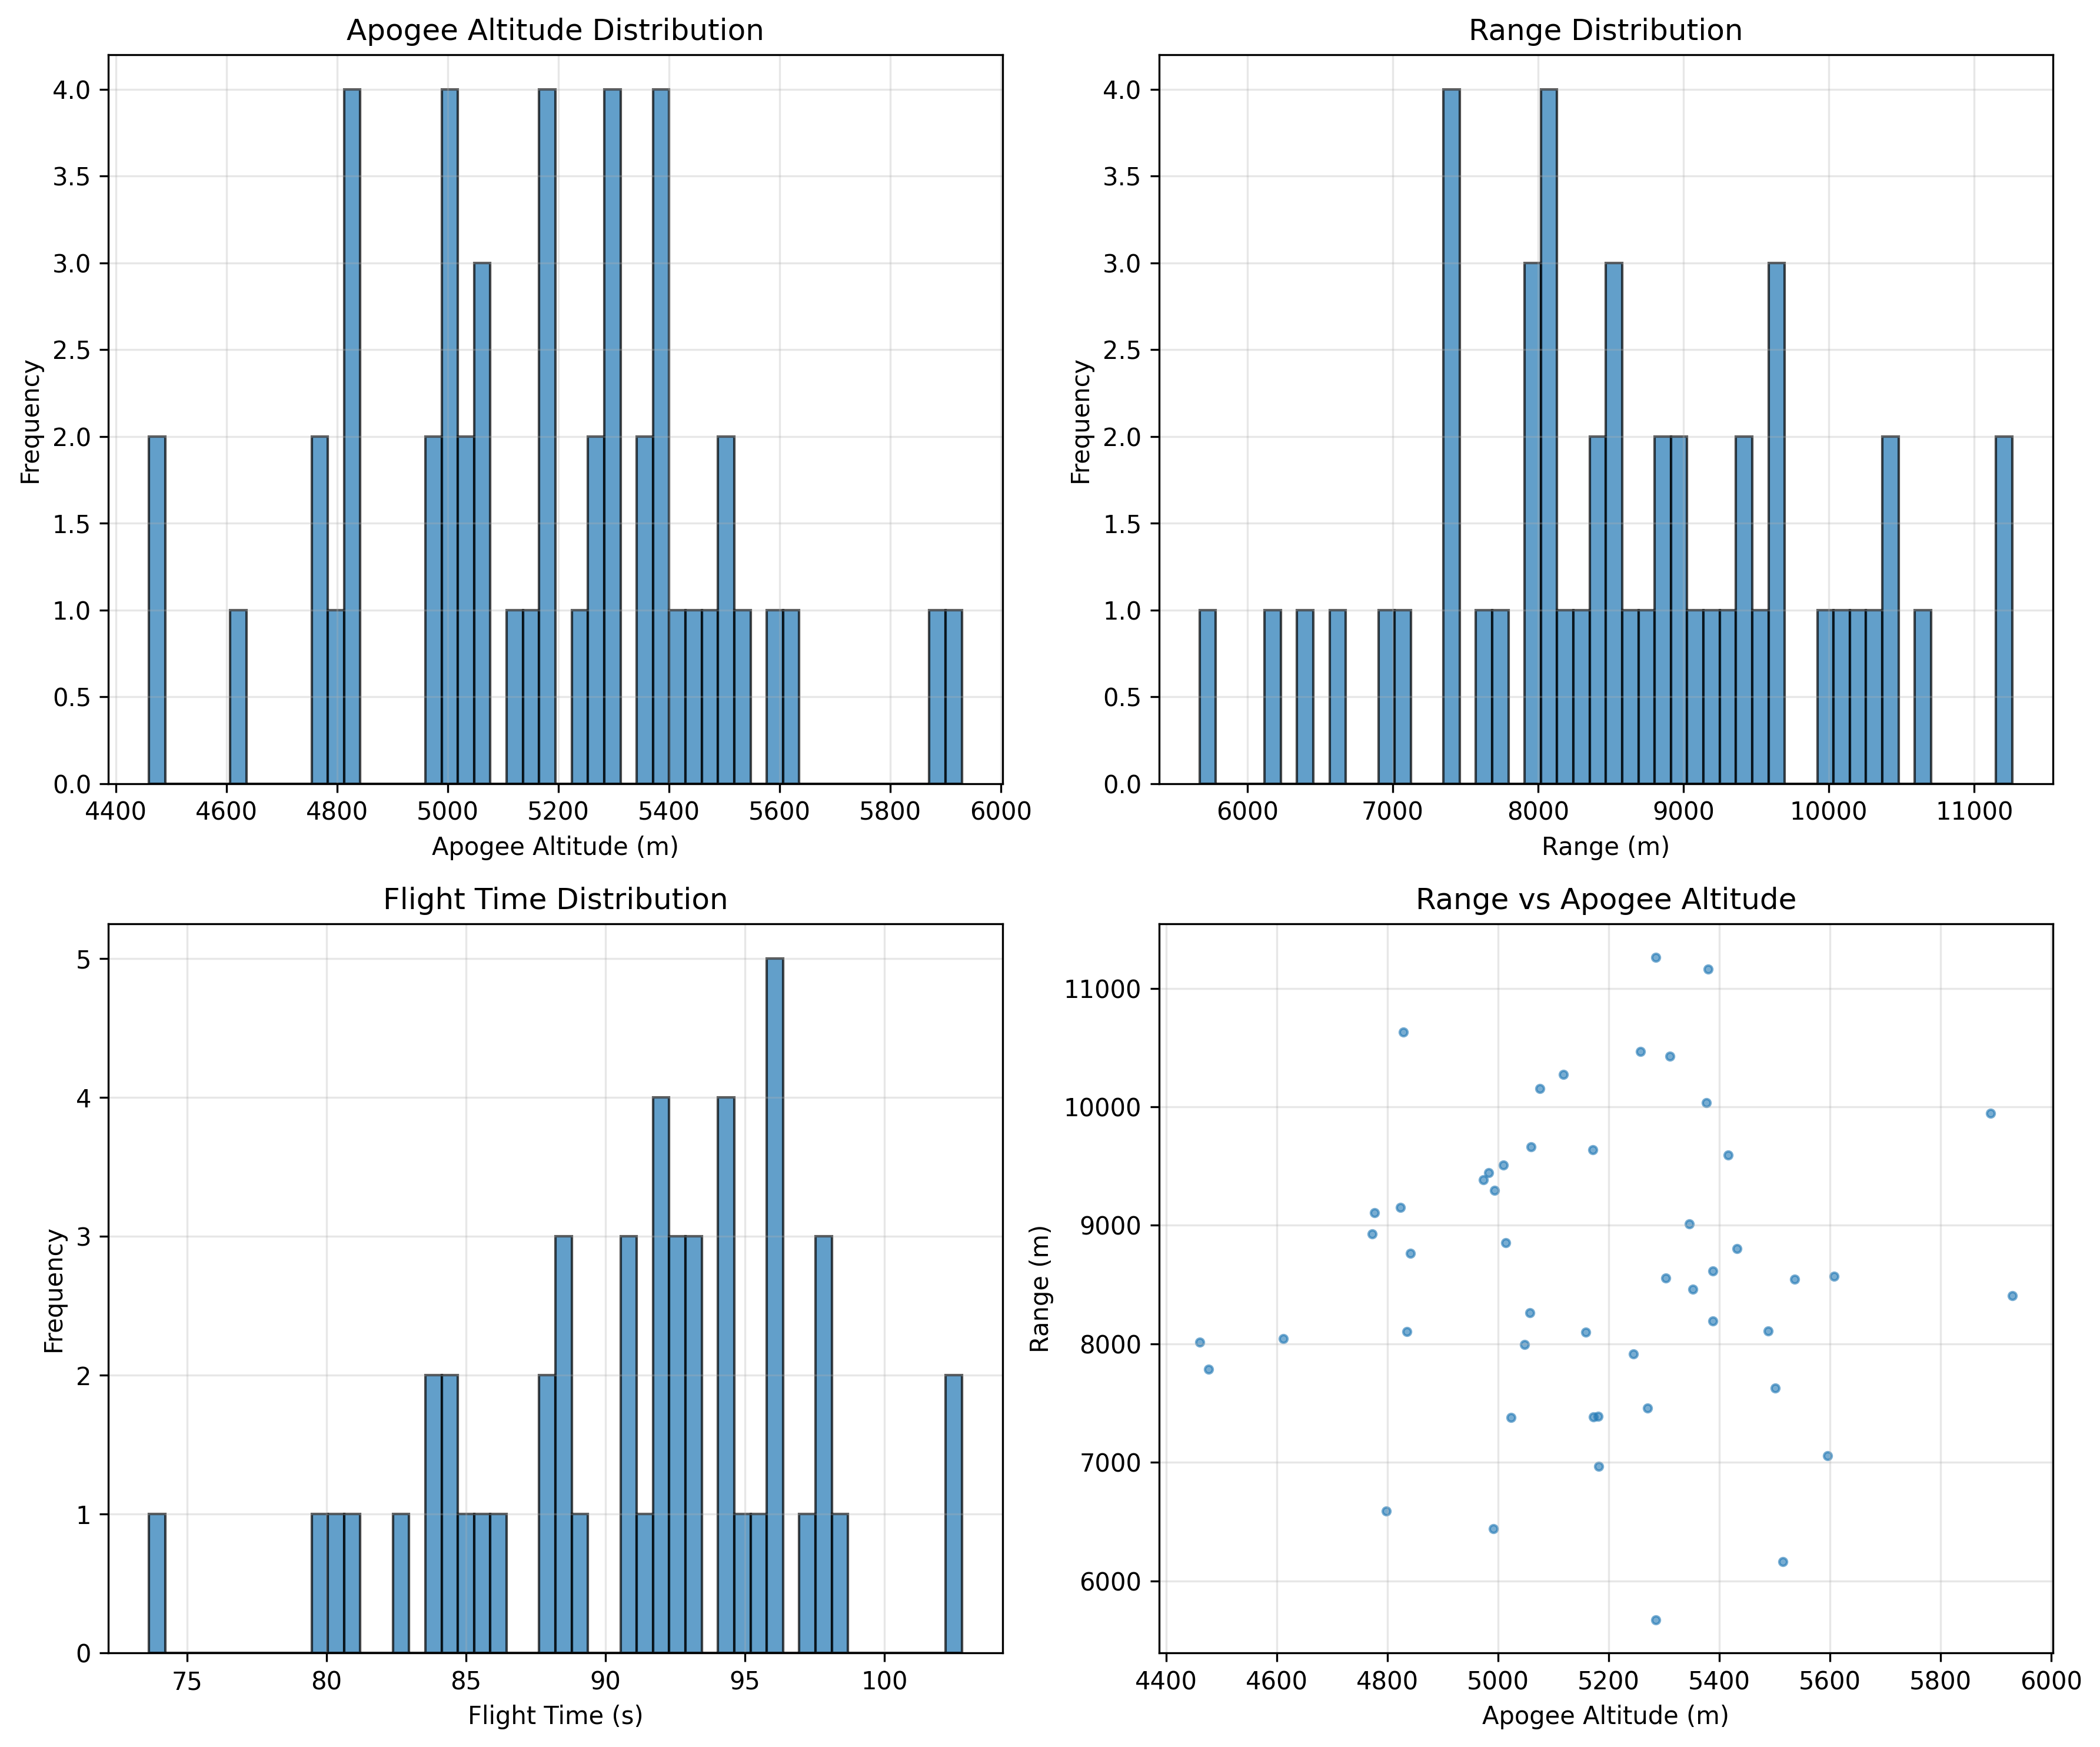 Apogee Altitude Distribution
Frequency
4.0
3.5
3.0
2.5
2.0
1.5
1.0
0.5
0.0
4400 4600 4800 5000 5200 5400 5600 5800 6000
Apogee Altitude (m)
Range Distribution
Frequency
4.0
3.5
3.0
2.5
2.0
1.5
1.0
0.5
0.0
6000 7000 8000 9000 10000 11000
Range (m)
Flight Time Distribution
Frequency
5
4
3
2
1
0
75 80 85 90 95 100
Flight Time (s)
Range vs Apogee Altitude
Range (m)
11000
10000
9000
8000
7000
6000
4400 4600 4800 5000 5200 5400 5600 5800 6000
Apogee Altitude (m)